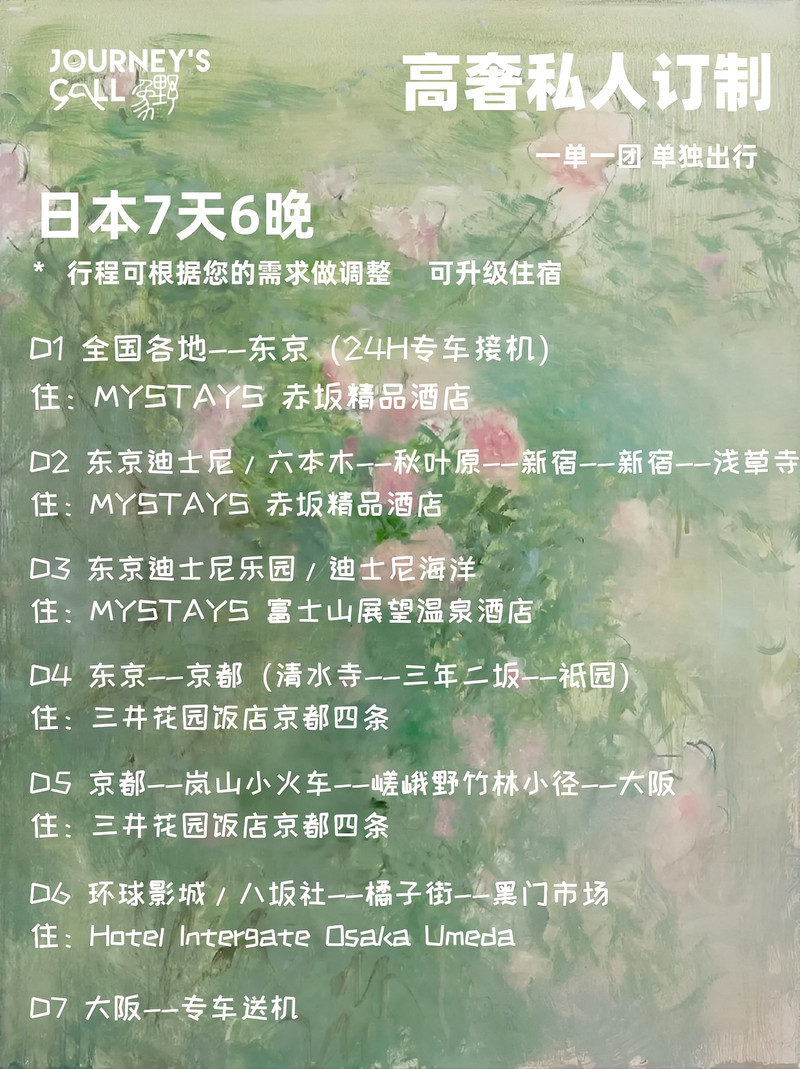 JOURNEY'S
CALL 象野
高奢私人订制
一单一团 单独出行
日本7天6晚
* 行程可根据您的需求做调整 可升级住宿
D1 全国各地--东京（24H专车接机）
住：MYSTAYS 赤坂精品酒店
D2 东京迪士尼/六本木--秋叶原--新宿--新宿--浅草寺
住：MYSTAYS 赤坂精品酒店
D3 东京迪士尼乐园/迪士尼海洋
住：MYSTAYS 富士山展望温泉酒店
D4 东京--京都（清水寺--三年二坂--祇园）
住：三井花园饭店京都四条
D5 京都--岚山小火车--嵯峨野竹林小径--大阪
住：三井花园饭店京都四条
D6 环球影城/八坂社--橘子街--黑门市场
住：Hotel Intergate Osaka Umeda
D7 大阪--专车送机